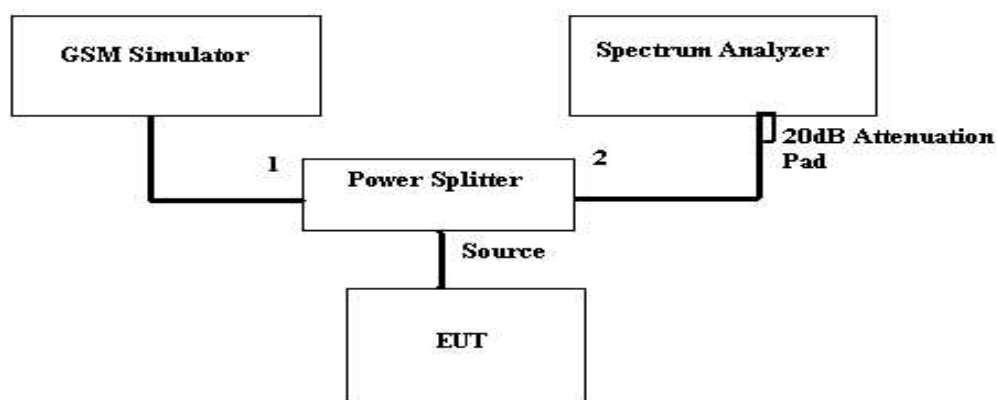 GSM Simulator
Spectrum Analyzer
20dB Attenuation
Pad
1
2
Power Splitter
Source
EUT